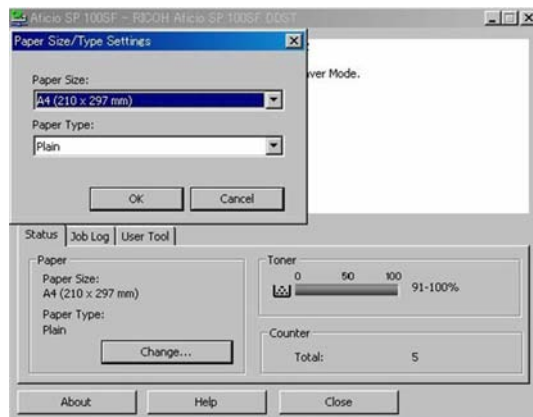 Aficio SP 100SF - RICOH Aficio SP 100SF DDST
Paper Size/Type Settings
Paper Size:
A4 (210 x 297 mm)
Paper Type:
Plain
OK Cancel
ver Mode.
Status Job Log User Tool
Paper
Paper Size:
A4 (210 x 297 mm)
Paper Type:
Plain
Change...
Toner
0 50 100
91-100%
Counter
Total: 5
About Help Close